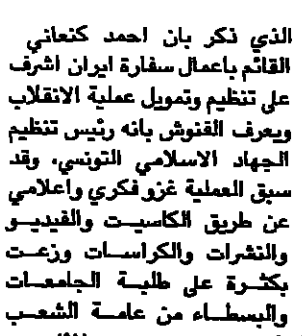 الذي ذكر بان احمد كنعاني
القائم باعمال سفارة ايران اشرف
على تنظيم وتمويل عملية الانقلاب
ويعرف القنوش بانه رئيس تنظيم
الجهاد الاسلامي التونسي، وقد
سبق العملية غزو فكري واعلامي
عن طريق الكاسيت والفيديو
والنشرات والكراسات وزعت
بكثرة على طلبة الجامعات
والبسطاء من عامة الشعب